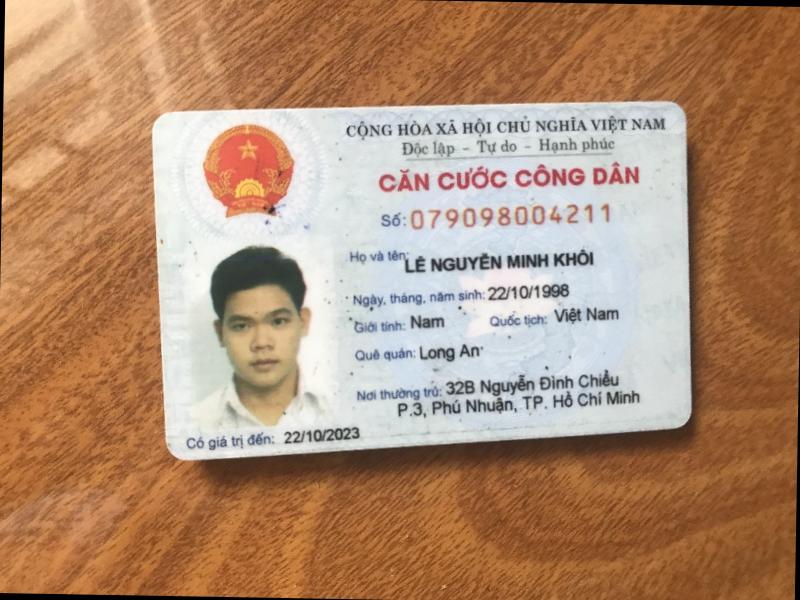 CỘNG HÒA XÃ HỘI CHỦ NGHĨA VIỆT NAM
Độc lập - Tự do - Hạnh phúc
CĂN CƯỚC CÔNG DÂN
Số: 079098004211
Họ và tên: LÊ NGUYỄN MINH KHÔI
Ngày, tháng, năm sinh: 22/10/1998
Giới tính: Nam Quốc tịch: Việt Nam
Quê quán: Long An
Nơi thường trú: 32B Nguyễn Đình Chiểu
P.3, Phú Nhuận, TP. Hồ Chí Minh
Có giá trị đến: 22/10/2023